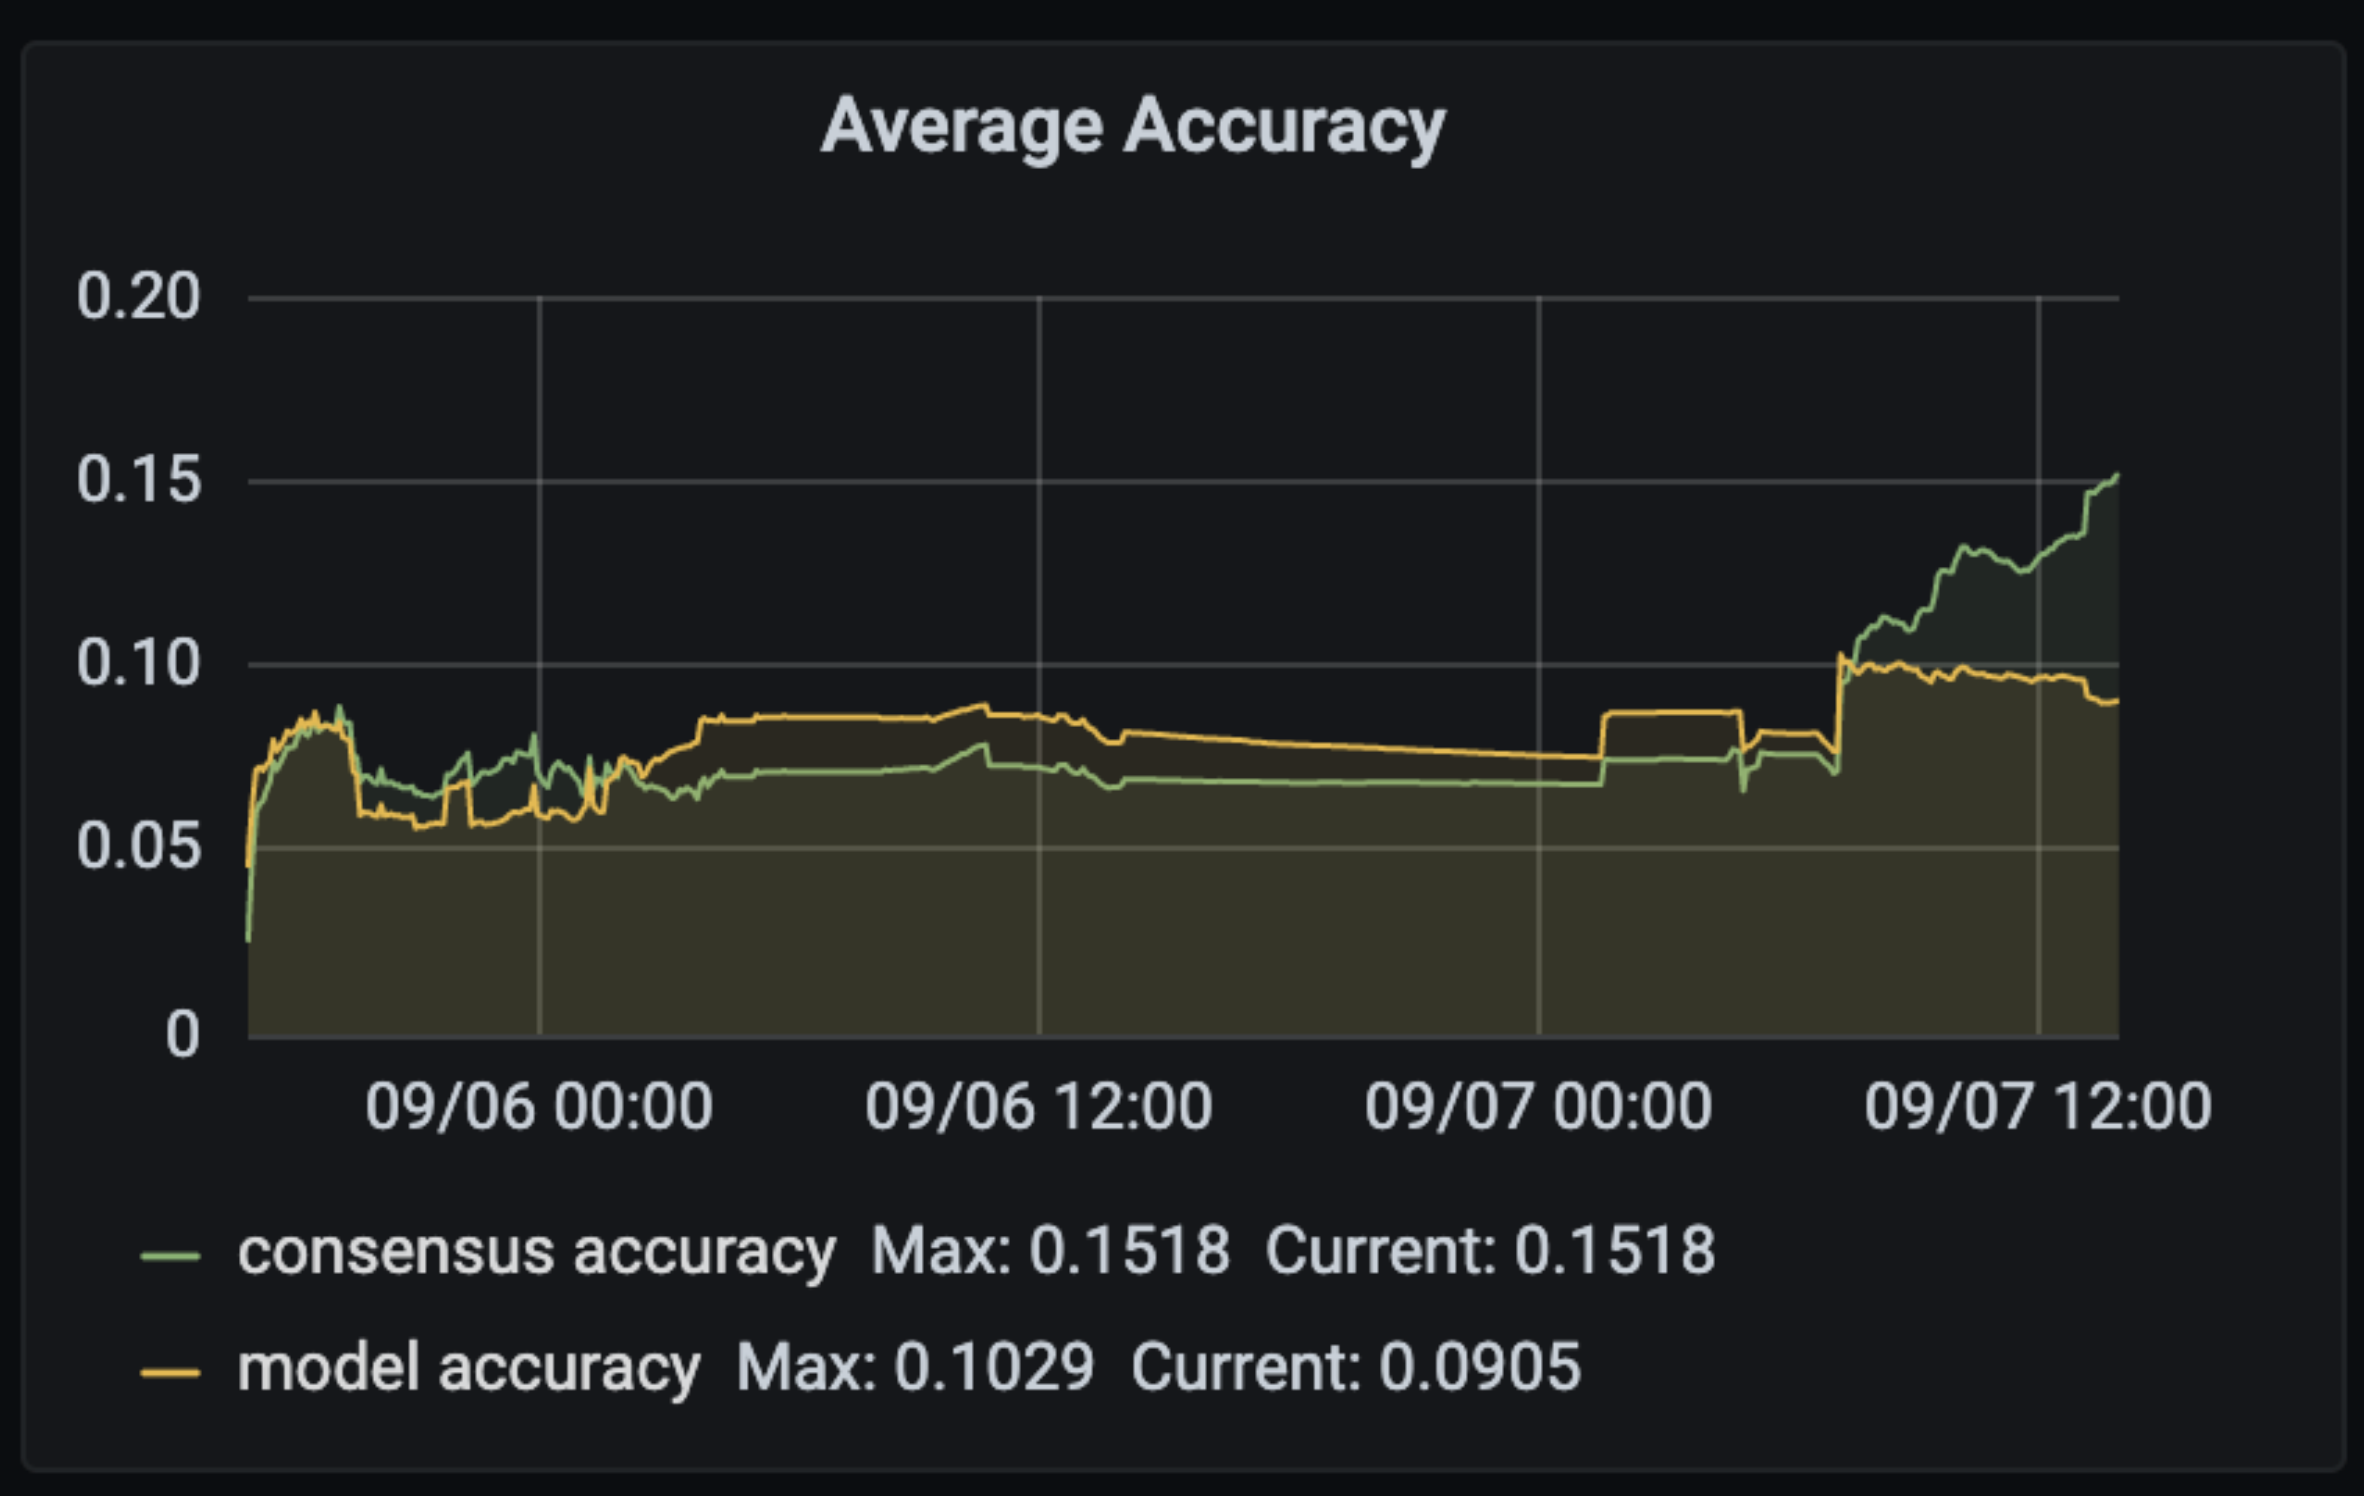 Average Accuracy
0.20
0.15
0.10
0.05
0
09/06 00:00 09/06 12:00 09/07 00:00 09/07 12:00
consensus accuracy Max: 0.1518 Current: 0.1518
model accuracy Max: 0.1029 Current: 0.0905